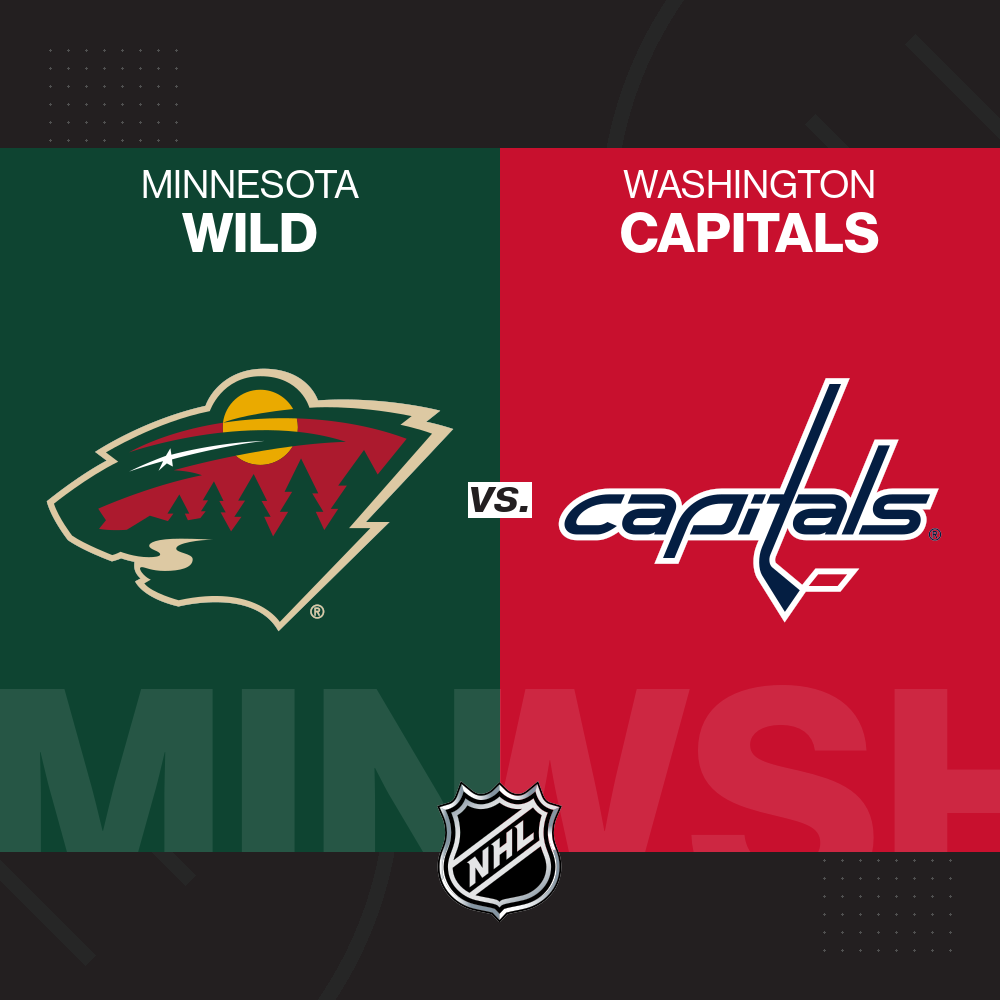 MINNESOTA
WILD
WASHINGTON
CAPITALS
VS.
capitals®
®
MIN
WSH
NHL